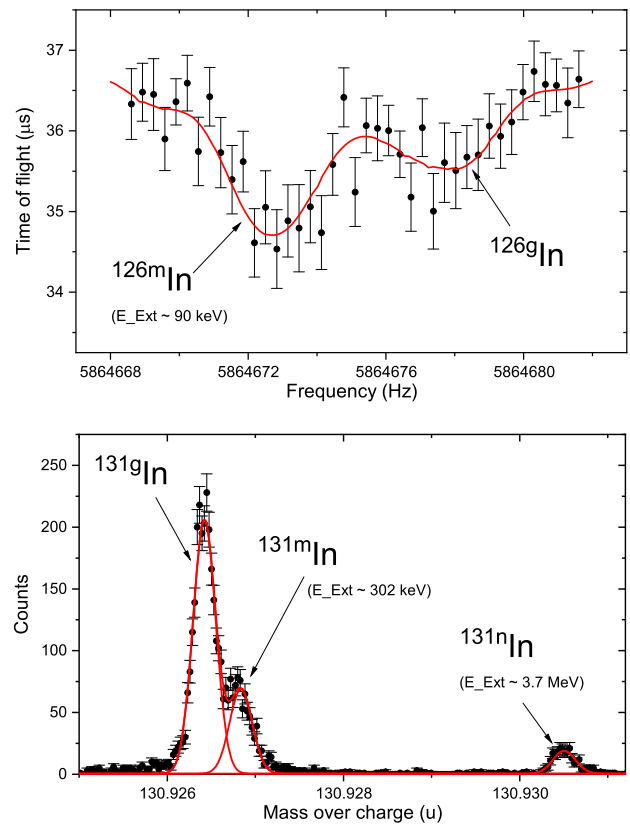 37
36
35
34
Time of flight (µs)
126mIn
(E_Ext ~ 90 keV)
126gIn
5864668
5864672
5864676
5864680
Frequency (Hz)
250
200
150
100
50
0
Counts
131gIn
131mIn
(E_Ext ~ 302 keV)
131nIn
(E_Ext ~ 3.7 MeV)
130.926
130.928
130.930
Mass over charge (u)